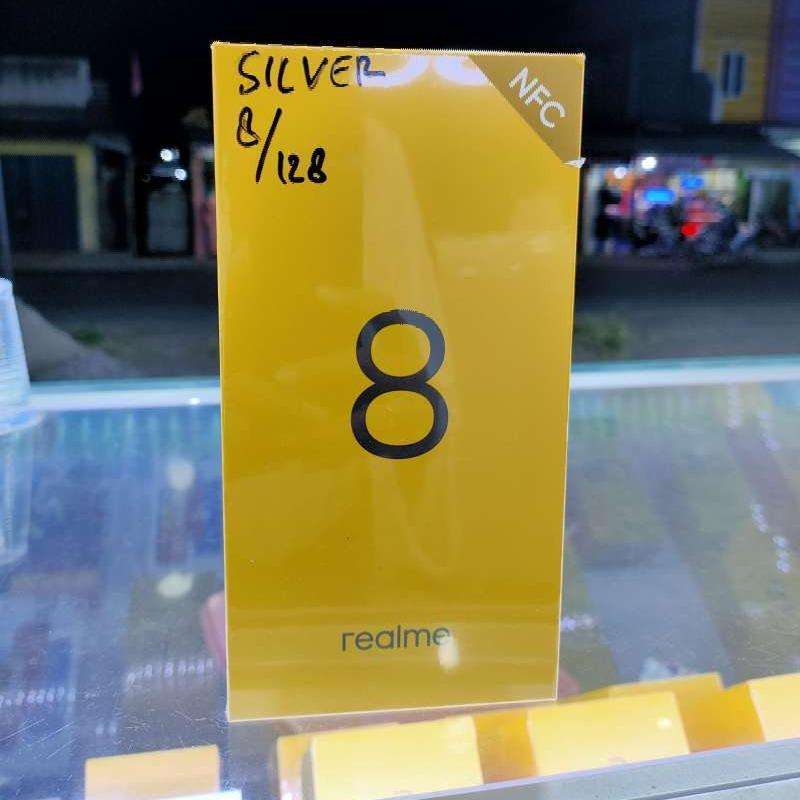 SILVER
8/128
NFC
8
realme